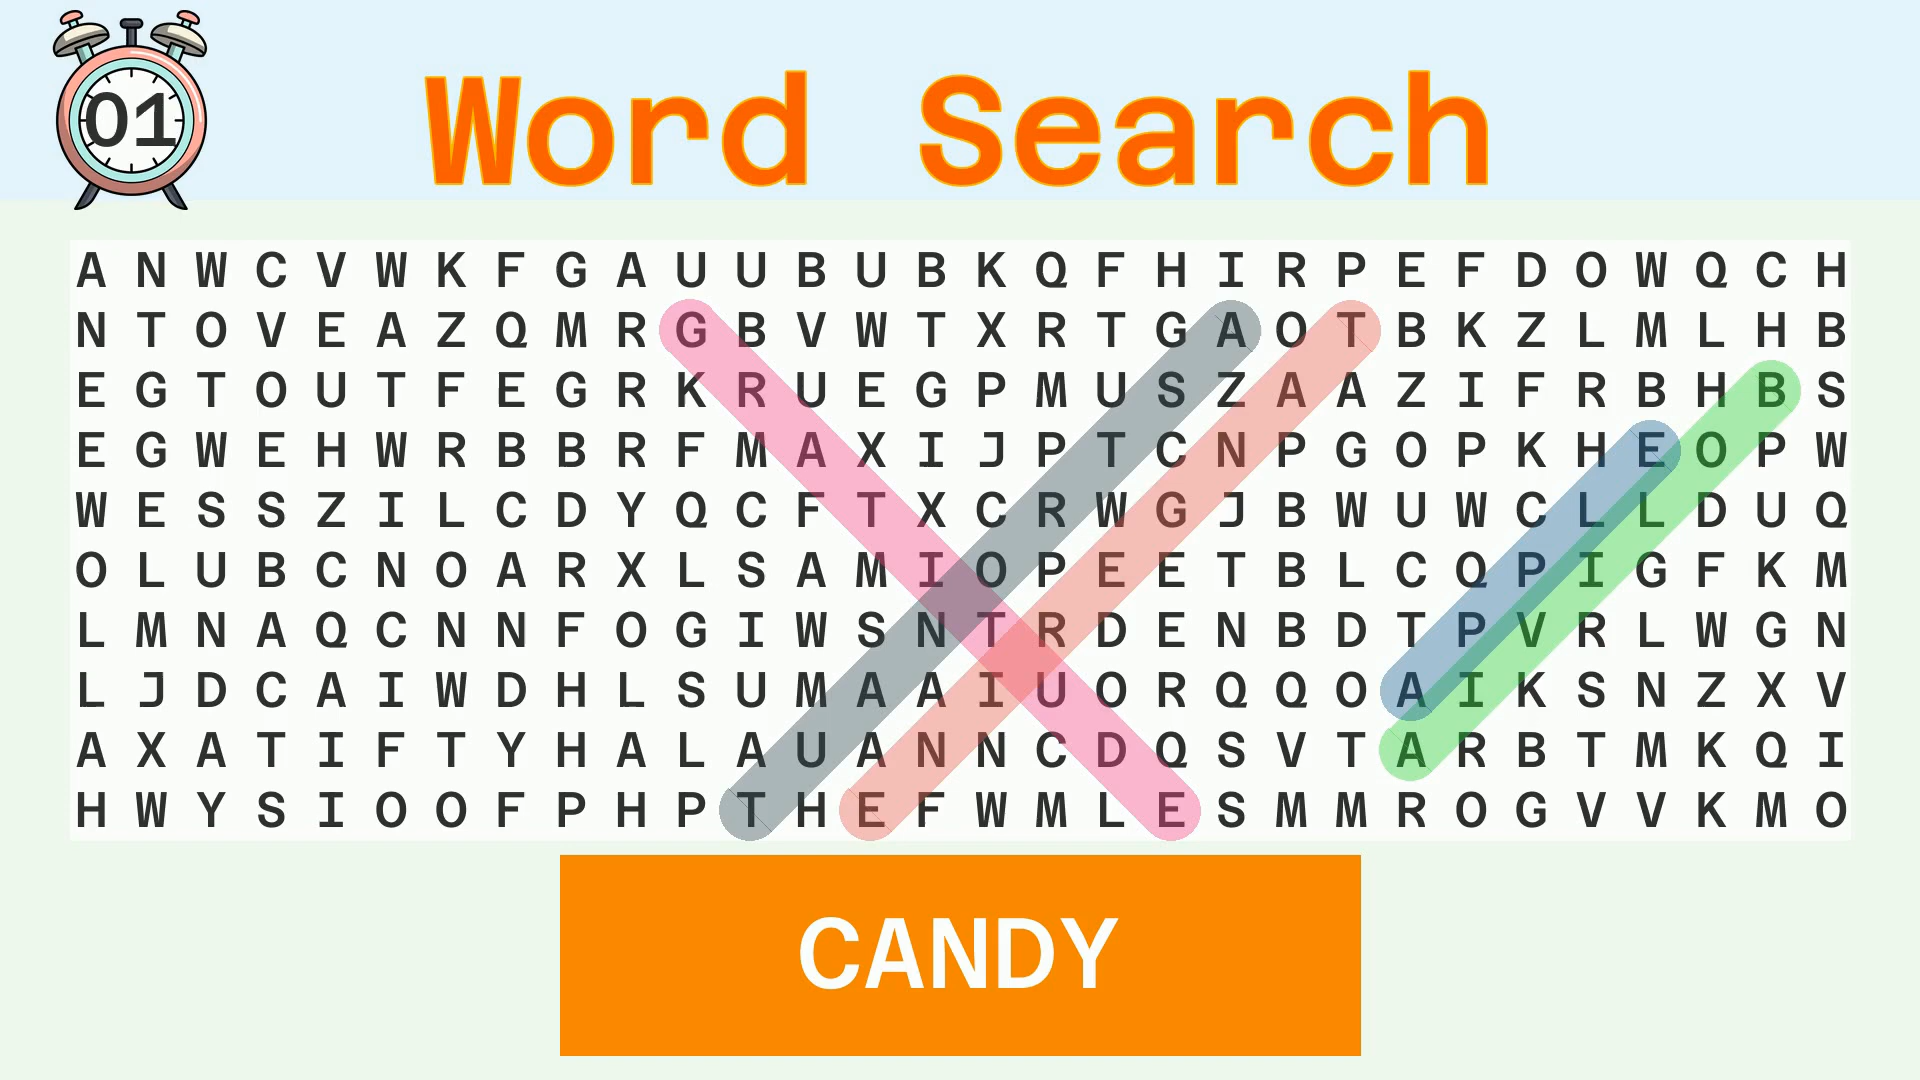 01
Word Search
A N W C V W K F G A U U B U B K Q F H I R P E F D O W Q C H
N T O V E A Z Q M R G B V W T X R T G A O T B K Z L M L H B
E G T O U T F E G R K R U E G P M U S Z A A Z I F R B H B S
E G W E H W R B B R F M A X I J P T C N P G O P K H E O P W
W E S S Z I L C D Y Q C F T X C R W G J B W U W C L L D U Q
O L U B C N O A R X L S A M I O P E E T B L C Q P I G F K M
L M N A Q C N N F O G I W S N T R D E N B D T P V R L W G N
L J D C A I W D H L S U M A A I U O R Q Q O A I K S N Z X V
A X A T I F T Y H A L A U A N N C D Q S V T A R B T M K Q I
H W Y S I O O F P H P T H E F W M L E S M M R O G V V K M O
CANDY